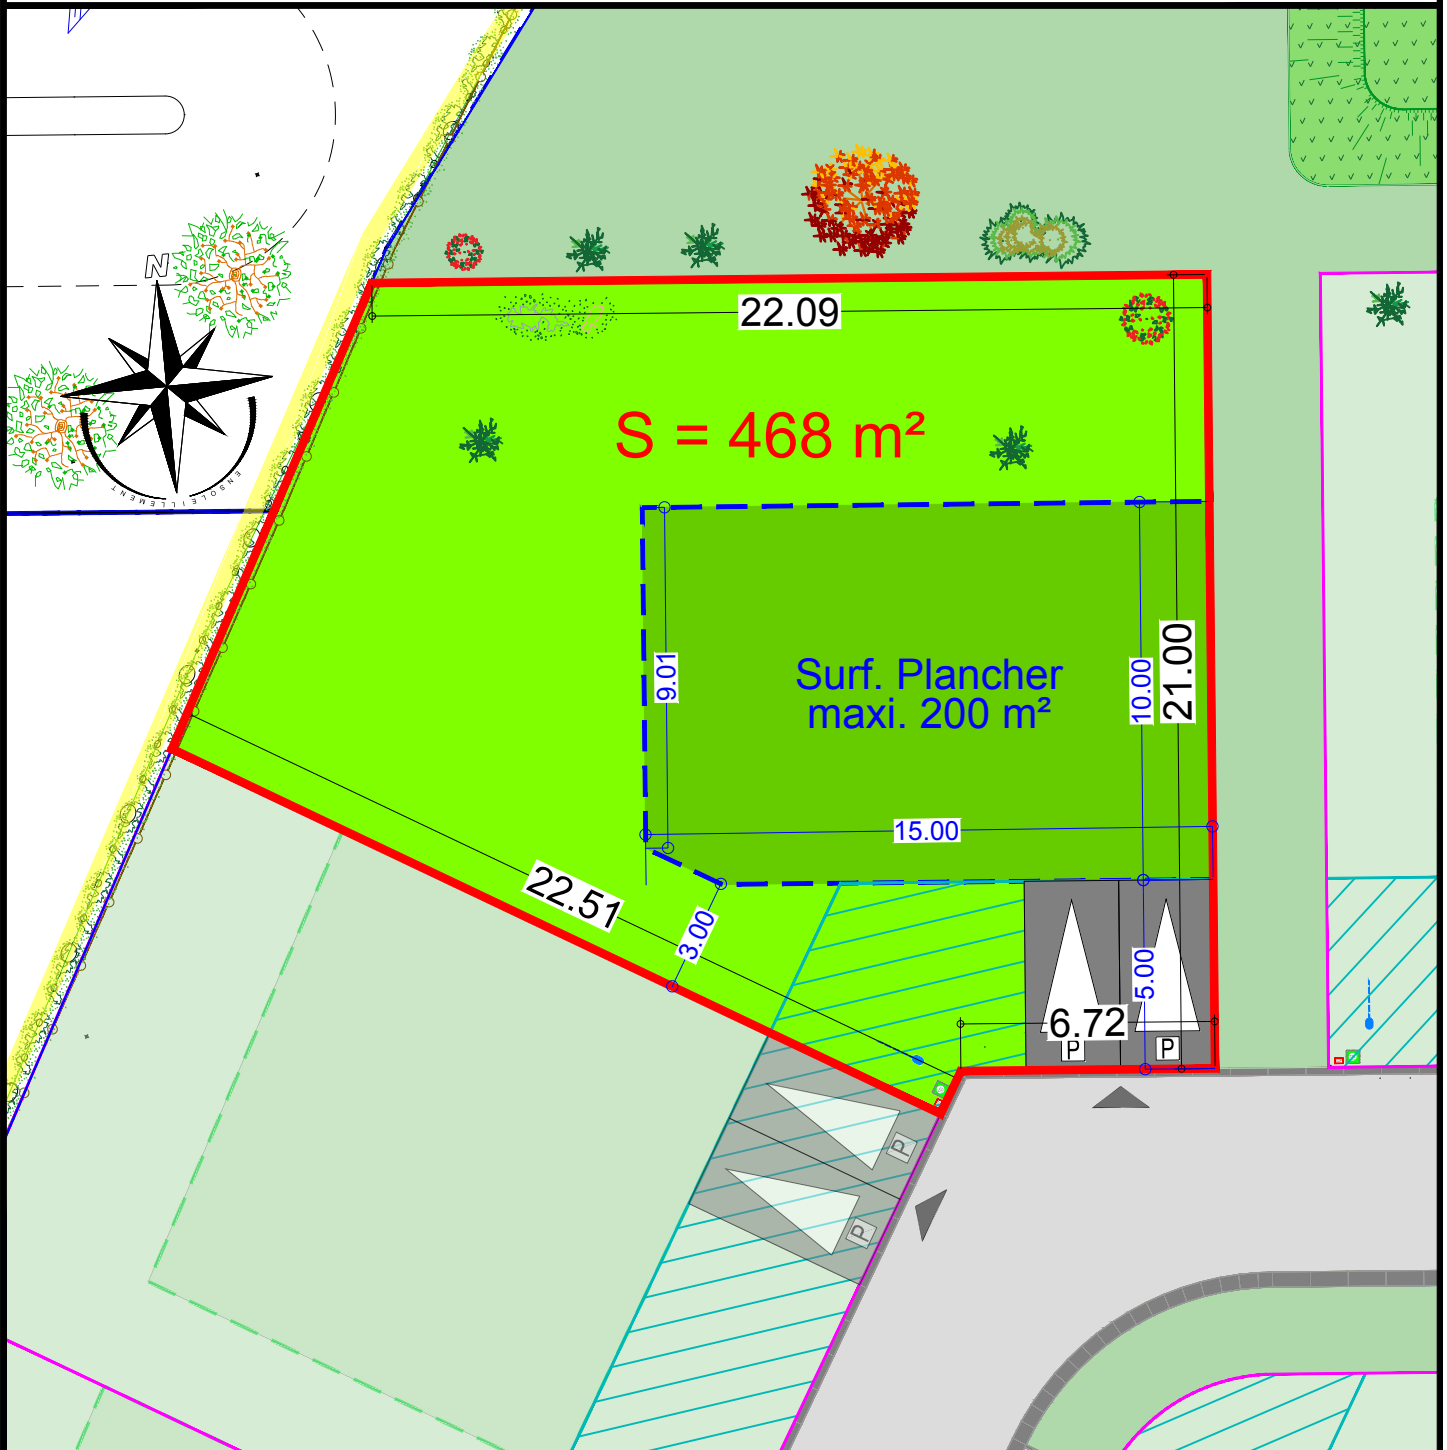 N
22.09
S = 468 m²
ENSOLEILLEMENT
9.01
Surf. Plancher
maxi. 200 m²
10.00
21.00
15.00
22.51
3.00
5.00
6.72
P
P
P
P